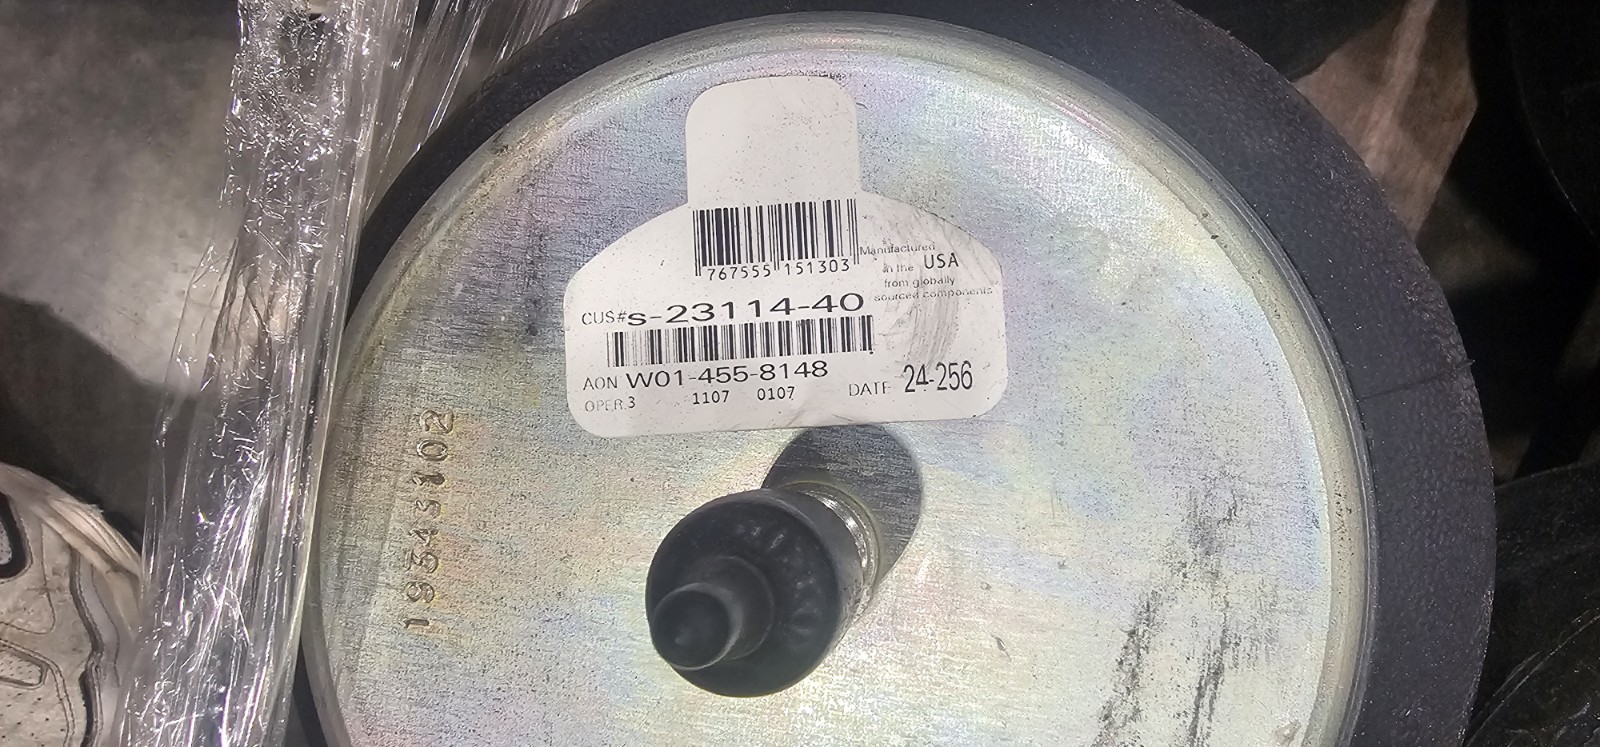 767555 151303
Manufactured
in the USA
from globally
sourced components
CUS# S-23114-40
AON W01-455-8148
OPER.3 1107 0107 DATE 24-256